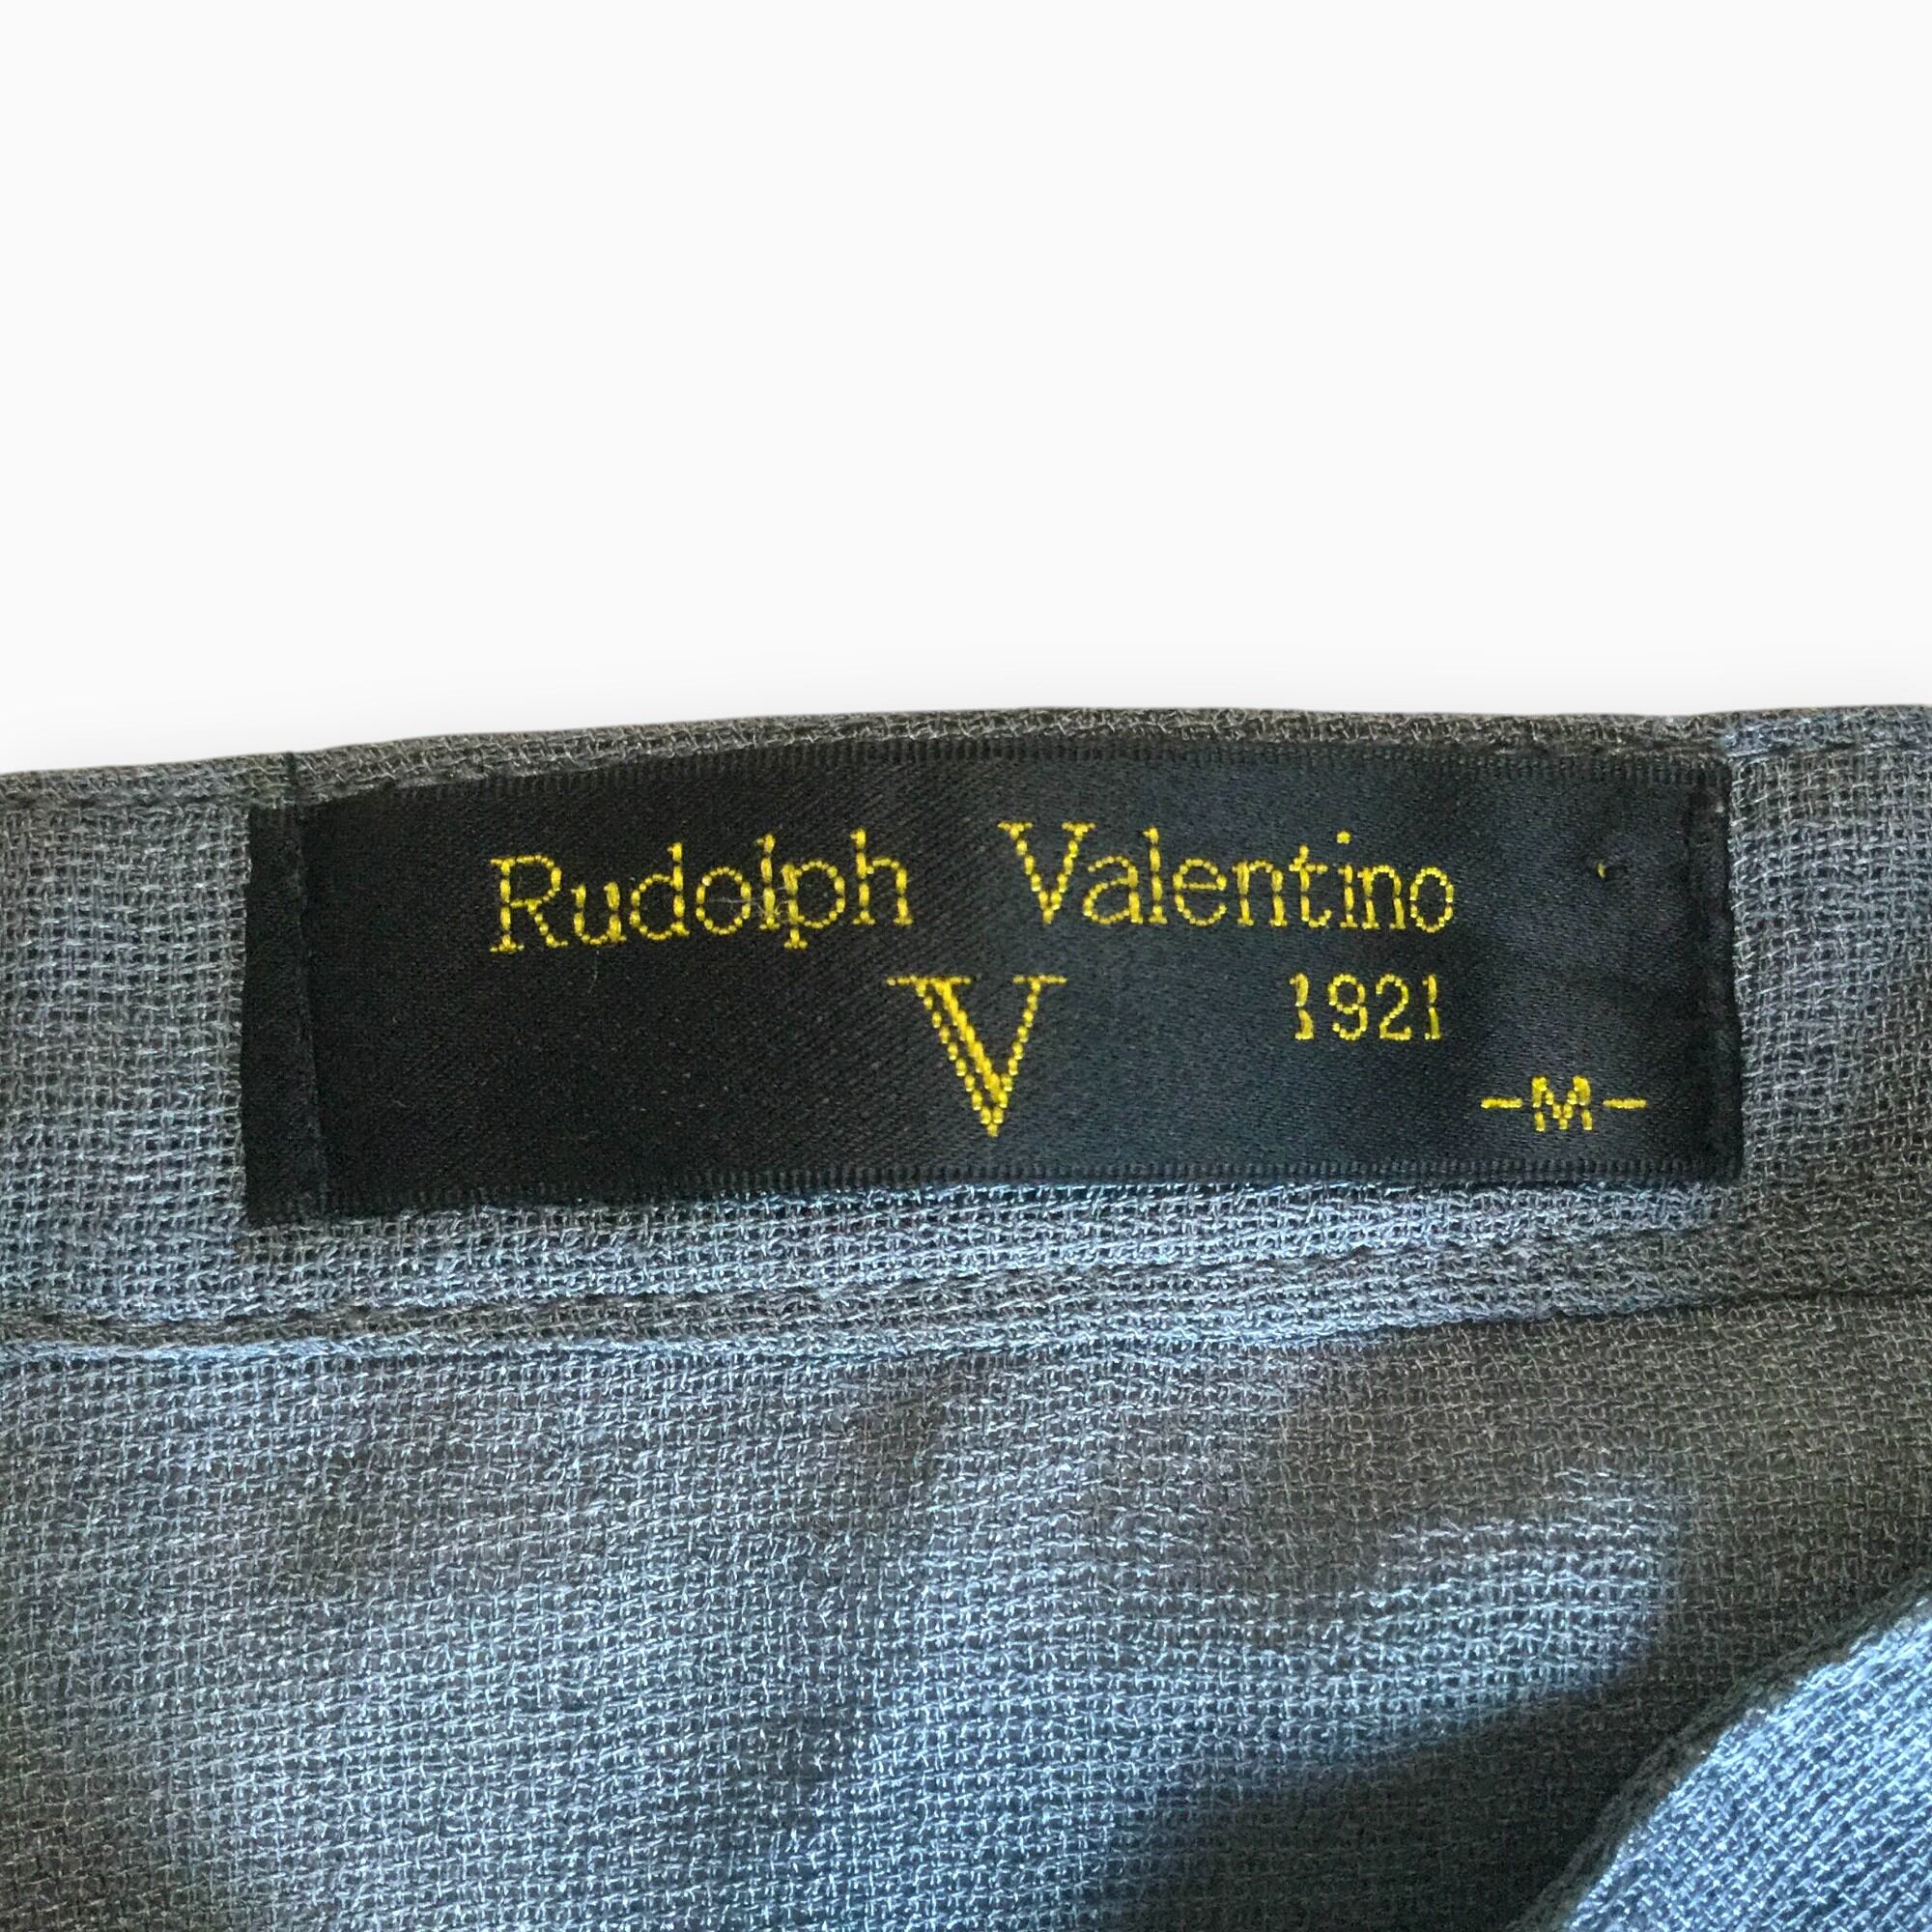 Rudolph Valentino
V 1921
-M-